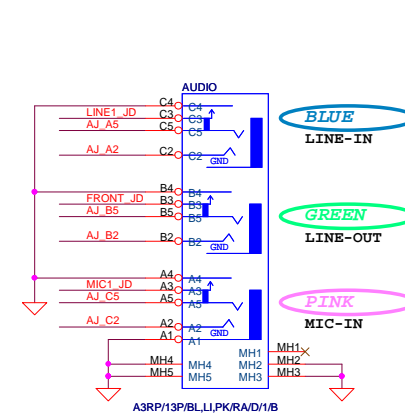 AUDIO
C4 C4
LINE1_JD C3 C3
AJ_A5 C5 C5
AJ_A2 C2 C2
GND
BLUE
LINE-IN
B4 B4
FRONT_JD B3 B3
AJ_B5 B5 B5
AJ_B2 B2 B2
GND
GREEN
LINE-OUT
A4 A4
MIC1_JD A3 A3
AJ_C5 A5 A5
AJ_C2 A2 A2
GND
A1 A1
PINK
MIC-IN
MH1 MH1
MH4 MH4 MH2 MH2
MH5 MH5 MH3 MH3
A3RP/13P/BL,LI,PK/RA/D/1/B